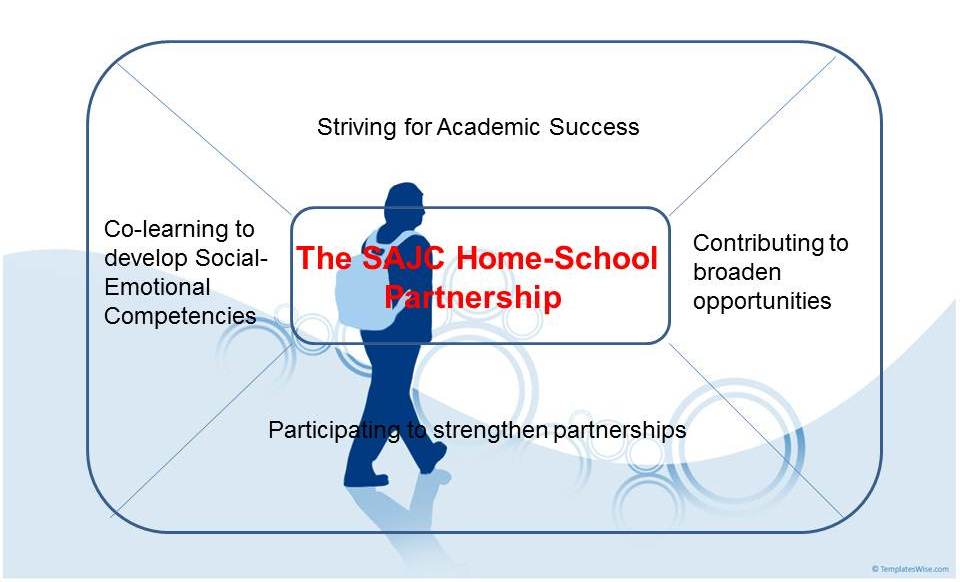 Striving for Academic Success
Co-learning to
develop Social-
Emotional
Competencies
The SAJC Home-School
Partnership
Contributing to
broaden
opportunities
Participating to strengthen partnerships
© TemplatesWise.com